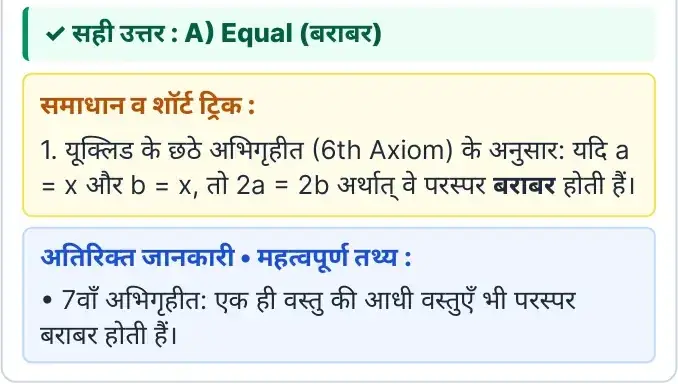 ✓ सही उत्तर : A) Equal (बराबर)
समाधान व शॉर्ट ट्रिक :
1. यूक्लिड के छठे अभिगृहीत (6th Axiom) के अनुसार: यदि a
= x और b = x, तो 2a = 2b अर्थात् वे परस्पर बराबर होती हैं।
अतिरिक्त जानकारी • महत्वपूर्ण तथ्य :
• 7वाँ अभिगृहीत: एक ही वस्तु की आधी वस्तुएँ भी परस्पर
बराबर होती हैं।